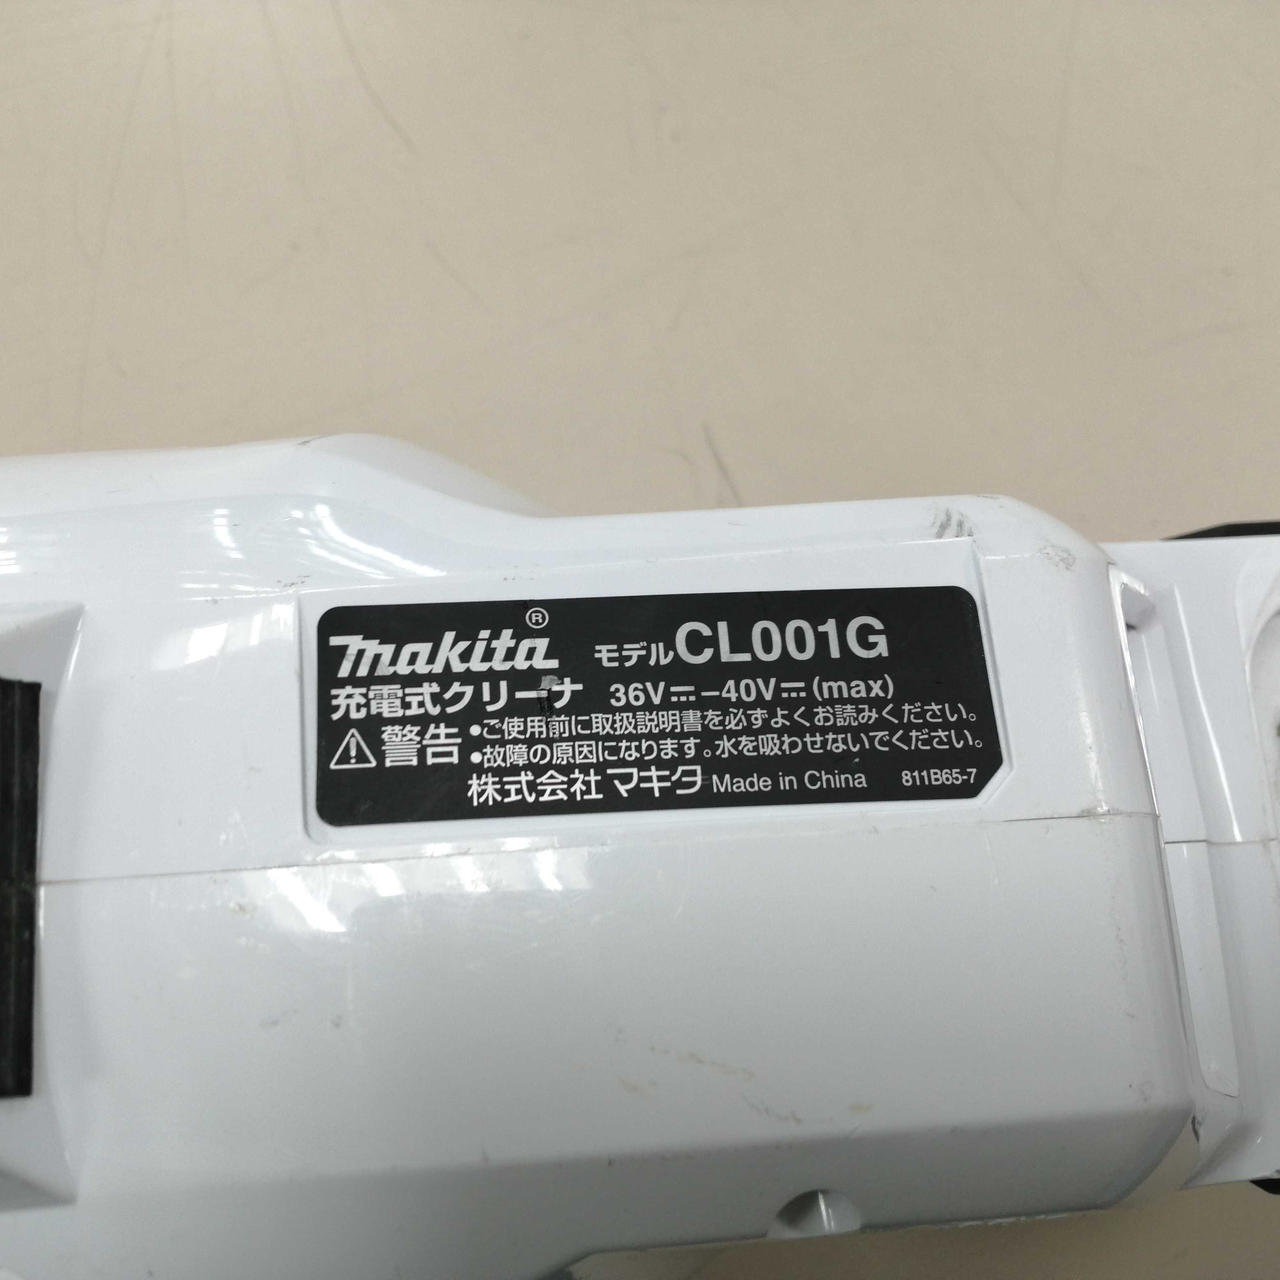 makita® モデルCL001G
充電式クリーナ 36V⎓-40V⎓(max)
⚠警告 •ご使用前に取扱説明書を必ずよくお読みください。
•故障の原因になります。水を吸わせないでください。
株式会社マキタ Made in China 811B65-7